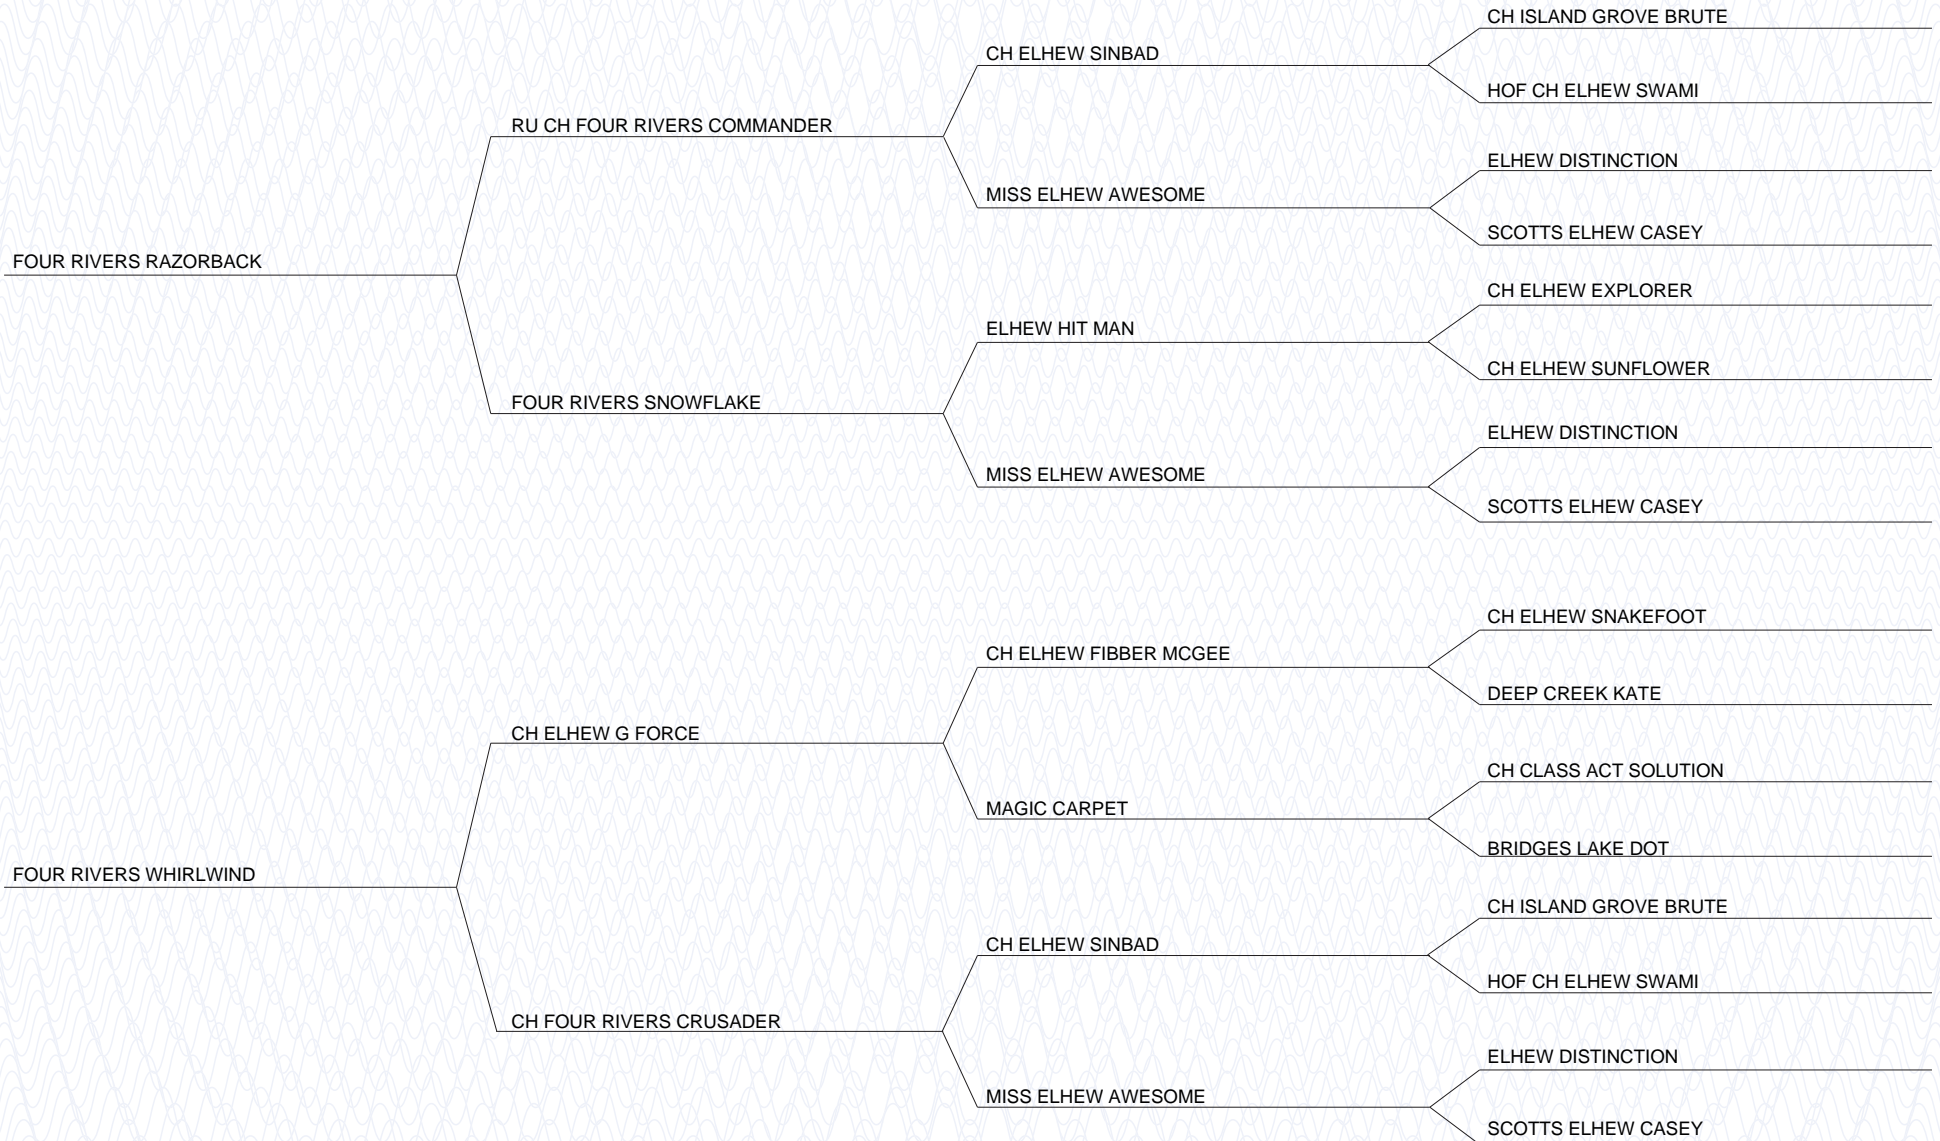 CH ISLAND GROVE BRUTE
CH ELHEW SINBAD
HOF CH ELHEW SWAMI
RU CH FOUR RIVERS COMMANDER
ELHEW DISTINCTION
MISS ELHEW AWESOME
SCOTTS ELHEW CASEY
FOUR RIVERS RAZORBACK
CH ELHEW EXPLORER
ELHEW HIT MAN
CH ELHEW SUNFLOWER
FOUR RIVERS SNOWFLAKE
ELHEW DISTINCTION
MISS ELHEW AWESOME
SCOTTS ELHEW CASEY
CH ELHEW SNAKEFOOT
CH ELHEW FIBBER MCGEE
DEEP CREEK KATE
CH ELHEW G FORCE
CH CLASS ACT SOLUTION
MAGIC CARPET
BRIDGES LAKE DOT
FOUR RIVERS WHIRLWIND
CH ISLAND GROVE BRUTE
CH ELHEW SINBAD
HOF CH ELHEW SWAMI
CH FOUR RIVERS CRUSADER
ELHEW DISTINCTION
MISS ELHEW AWESOME
SCOTTS ELHEW CASEY